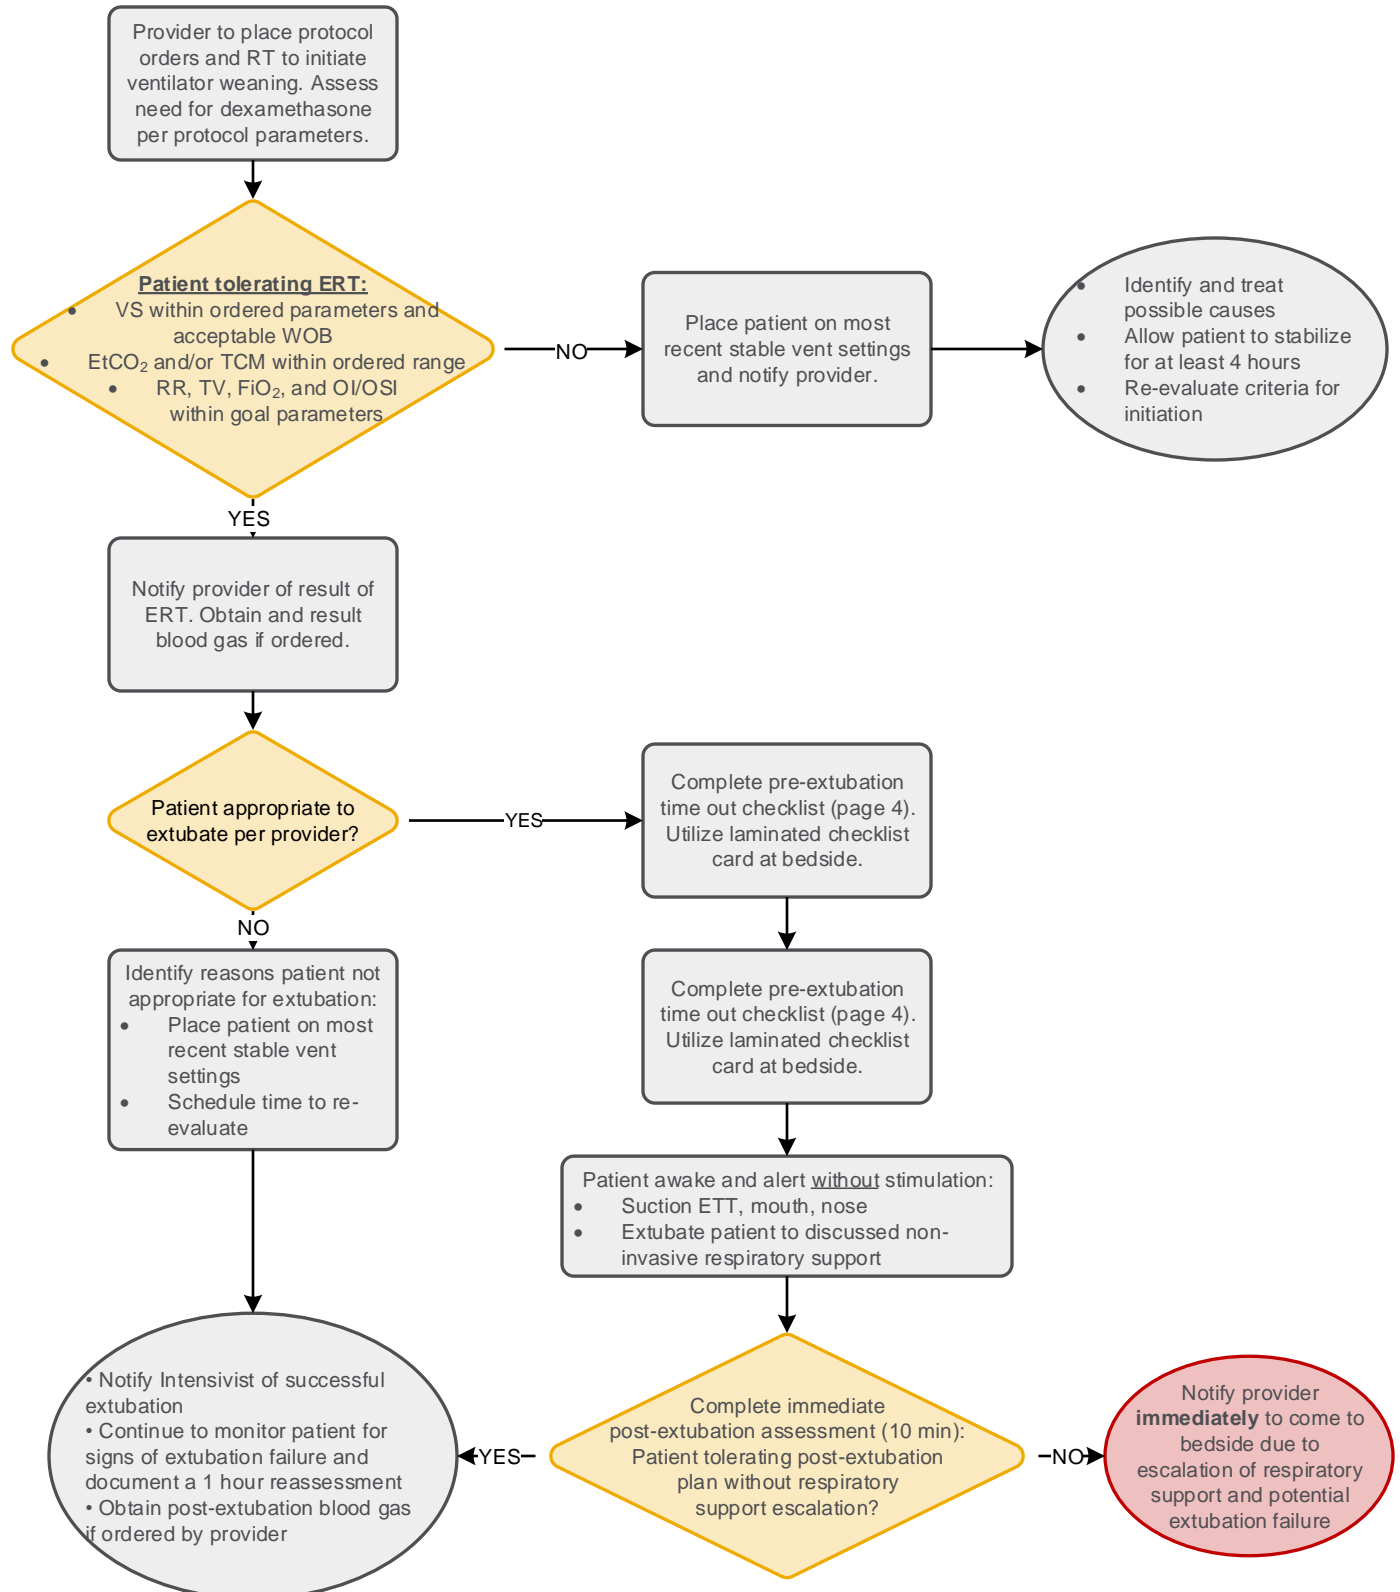 Provider to place protocol
orders and RT to initiate
ventilator weaning. Assess
need for dexamethasone
per protocol parameters.
Patient tolerating ERT:
• VS within ordered parameters and
acceptable WOB
• EtCO₂ and/or TCM within ordered range
• RR, TV, FiO₂, and OI/OSI
within goal parameters
NO
Place patient on most
recent stable vent settings
and notify provider.
• Identify and treat
possible causes
• Allow patient to stabilize
for at least 4 hours
• Re-evaluate criteria for
initiation
YES
Notify provider of result of
ERT. Obtain and result
blood gas if ordered.
Patient appropriate to
extubate per provider?
YES
Complete pre-extubation
time out checklist (page 4).
Utilize laminated checklist
card at bedside.
NO
Identify reasons patient not
appropriate for extubation:
• Place patient on most
recent stable vent
settings
• Schedule time to re-
evaluate
Complete pre-extubation
time out checklist (page 4).
Utilize laminated checklist
card at bedside.
Patient awake and alert without stimulation:
• Suction ETT, mouth, nose
• Extubate patient to discussed non-
invasive respiratory support
Complete immediate
post-extubation assessment (10 min):
Patient tolerating post-extubation
plan without respiratory
support escalation?
YES
• Notify Intensivist of successful
extubation
• Continue to monitor patient for
signs of extubation failure and
document a 1 hour reassessment
• Obtain post-extubation blood gas
if ordered by provider
NO
Notify provider
immediately to come to
bedside due to
escalation of respiratory
support and potential
extubation failure